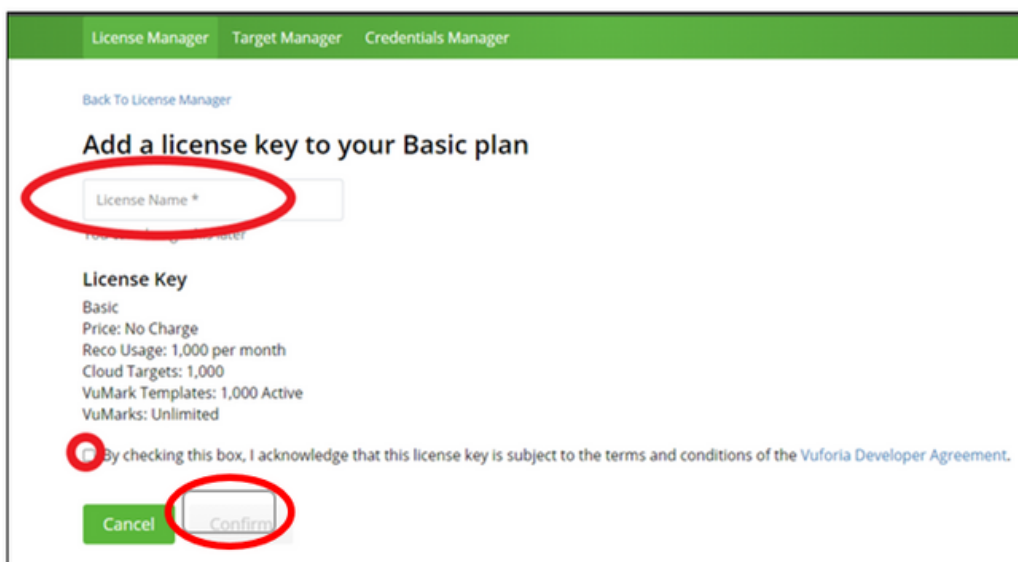 License Manager Target Manager Credentials Manager
Back To License Manager
Add a license key to your Basic plan
License Name *
later
License Key
Basic
Price: No Charge
Reco Usage: 1,000 per month
Cloud Targets: 1,000
VuMark Templates: 1,000 Active
VuMarks: Unlimited
By checking this box, I acknowledge that this license key is subject to the terms and conditions of the Vuforia Developer Agreement.
Cancel Confirm